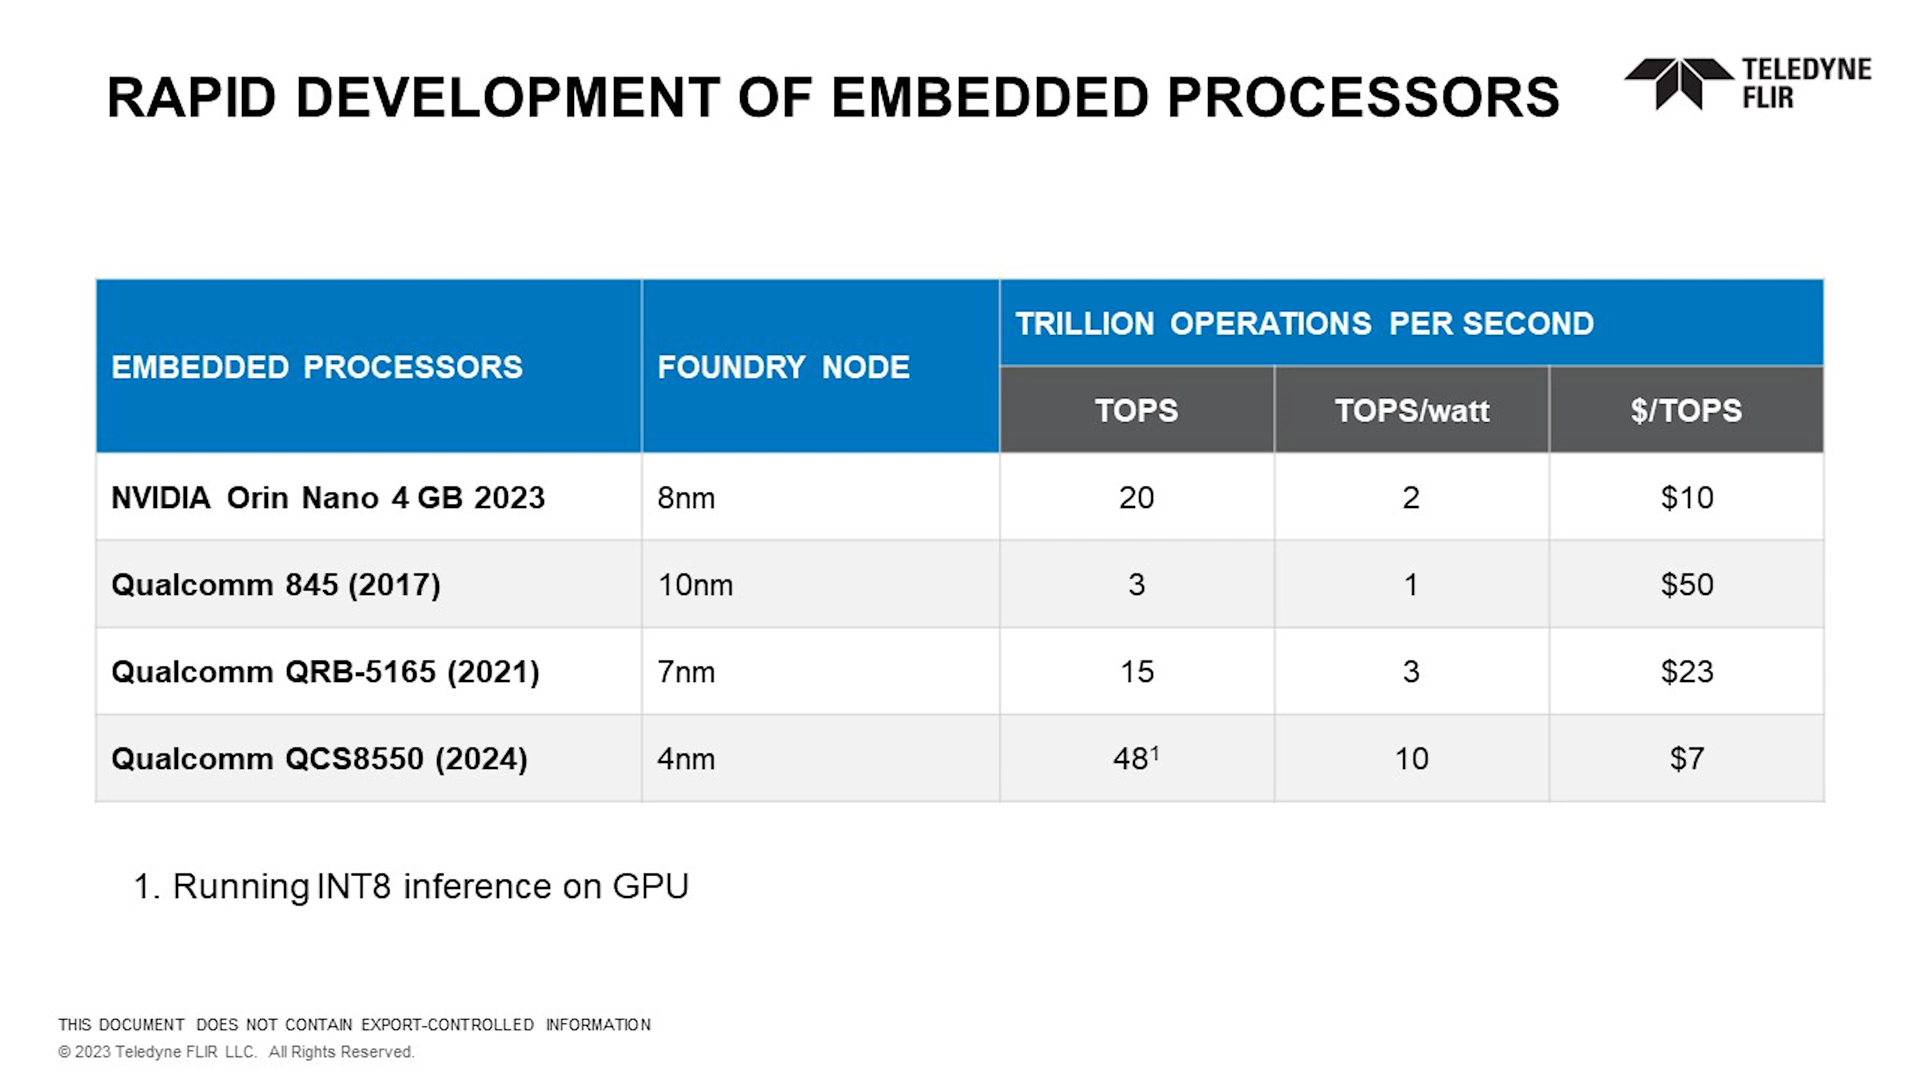 RAPID DEVELOPMENT OF EMBEDDED PROCESSORS
TELEDYNE
FLIR
EMBEDDED PROCESSORS
FOUNDRY NODE
TRILLION OPERATIONS PER SECOND
TOPS
TOPS/watt
$/TOPS
NVIDIA Orin Nano 4 GB 2023
8nm
20
2
$10
Qualcomm 845 (2017)
10nm
3
1
$50
Qualcomm QRB-5165 (2021)
7nm
15
3
$23
Qualcomm QCS8550 (2024)
4nm
48¹
10
$7
1. Running INT8 inference on GPU
THIS DOCUMENT DOES NOT CONTAIN EXPORT-CONTROLLED INFORMATION
© 2023 Teledyne FLIR LLC. All Rights Reserved.